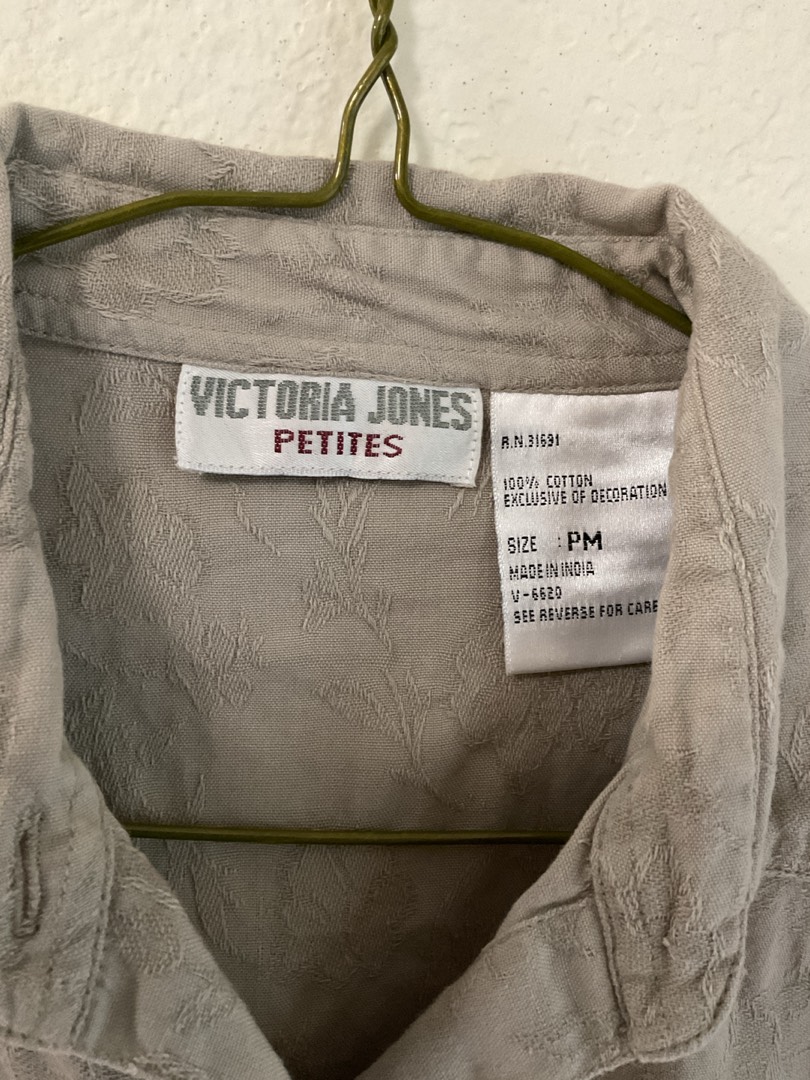 VICTORIA JONES
PETITES
R.N.31691
100% COTTON
EXCLUSIVE OF DECORATION
SIZE : PM
MADE IN INDIA
V-6620
SEE REVERSE FOR CARE